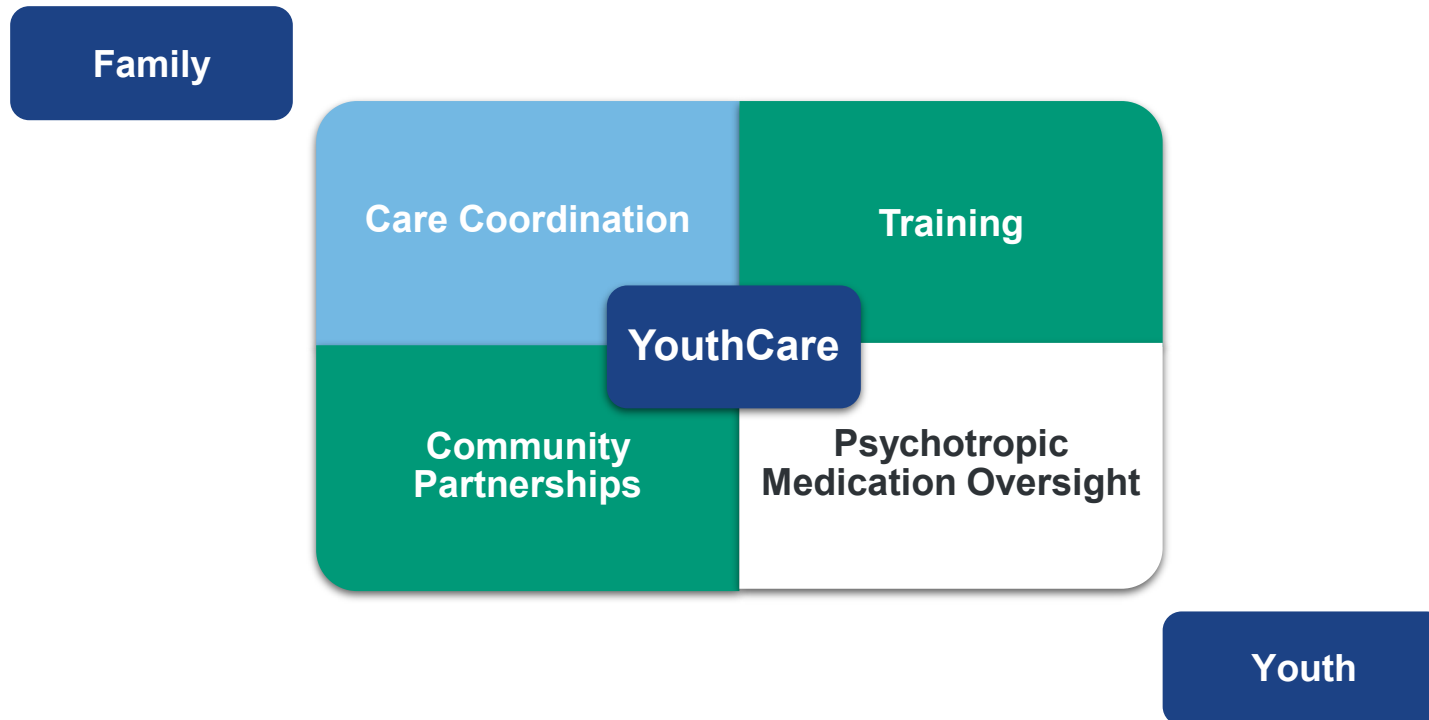 Family
Care Coordination
Training
YouthCare
Community
Partnerships
Psychotropic
Medication Oversight
Youth